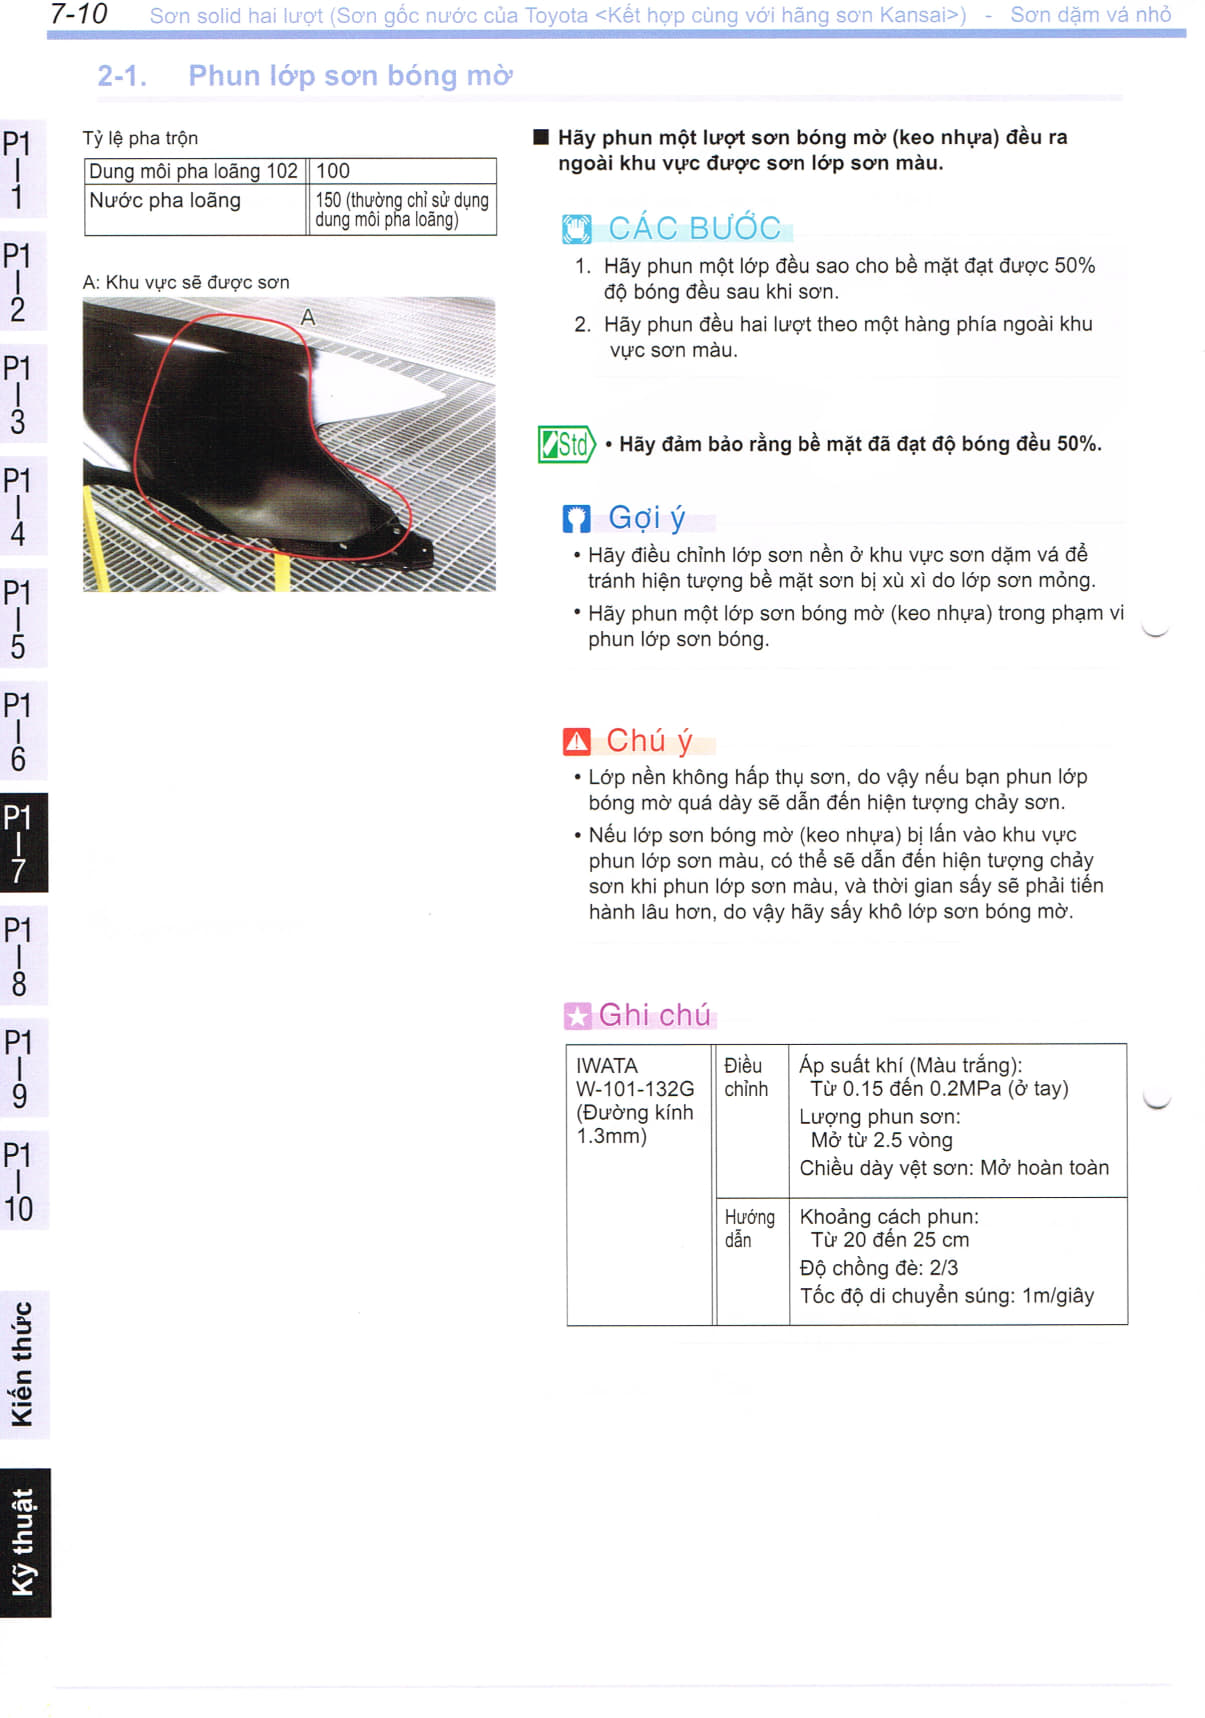 7-10 Sơn solid hai lượt (Sơn gốc nước của Toyota <Kết hợp cùng với hãng sơn Kansai>) - Sơn dặm vá nhỏ
2-1. Phun lớp sơn bóng mờ
P1
1
P1
2
P1
3
P1
4
P1
5
P1
6
P1
7
P1
8
P1
9
P1
10
Kiến thức
Kỹ thuật
Tỷ lệ pha trộn
Dung môi pha loãng 102 100
Nước pha loãng 150 (thường chỉ sử dụng
dung môi pha loãng)
A: Khu vực sẽ được sơn
A
■ Hãy phun một lượt sơn bóng mờ (keo nhựa) đều ra
ngoài khu vực được sơn lớp sơn màu.
CÁC BƯỚC
1. Hãy phun một lớp đều sao cho bề mặt đạt được 50%
độ bóng đều sau khi sơn.
2. Hãy phun đều hai lượt theo một hàng phía ngoài khu
vực sơn màu.
Std • Hãy đảm bảo rằng bề mặt đã đạt độ bóng đều 50%.
Gợi ý
• Hãy điều chỉnh lớp sơn nền ở khu vực sơn dặm vá để
tránh hiện tượng bề mặt sơn bị xù xì do lớp sơn mỏng.
• Hãy phun một lớp sơn bóng mờ (keo nhựa) trong phạm vi
phun lớp sơn bóng.
Chú ý
• Lớp nền không hấp thụ sơn, do vậy nếu bạn phun lớp
bóng mờ quá dày sẽ dẫn đến hiện tượng chảy sơn.
• Nếu lớp sơn bóng mờ (keo nhựa) bị lấn vào khu vực
phun lớp sơn màu, có thể sẽ dẫn đến hiện tượng chảy
sơn khi phun lớp sơn màu, và thời gian sấy sẽ phải tiến
hành lâu hơn, do vậy hãy sấy khô lớp sơn bóng mờ.
Ghi chú
IWATA
W-101-132G
(Đường kính
1.3mm)
Điều
chỉnh
Áp suất khí (Màu trắng):
Từ 0.15 đến 0.2MPa (ở tay)
Lượng phun sơn:
Mở từ 2.5 vòng
Chiều dày vệt sơn: Mở hoàn toàn
Hướng
dẫn
Khoảng cách phun:
Từ 20 đến 25 cm
Độ chồng đè: 2/3
Tốc độ di chuyển súng: 1m/giây